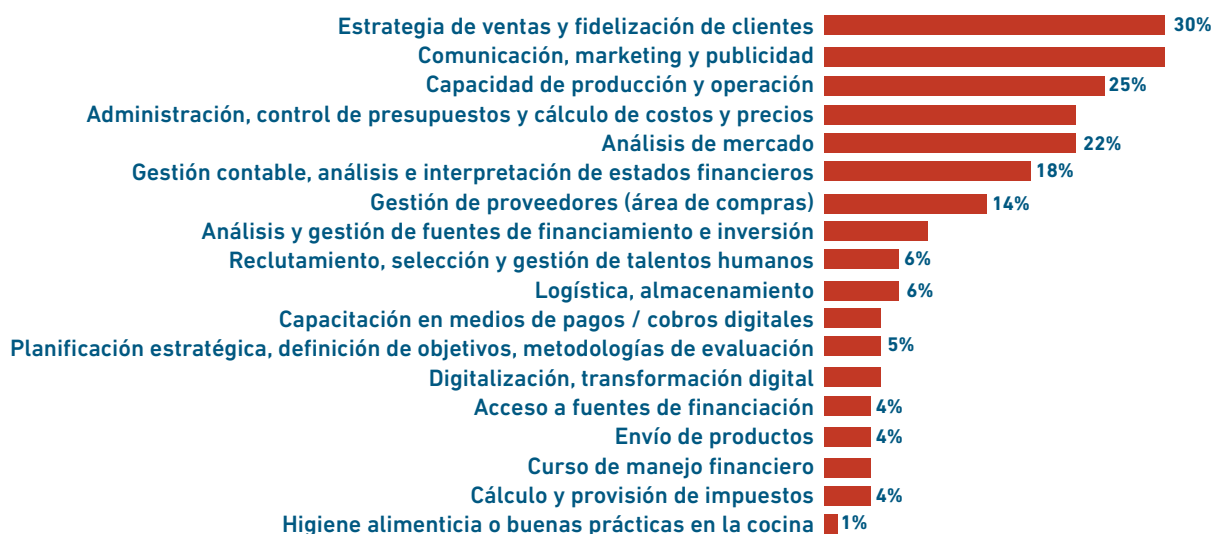 Estrategia de ventas y fidelización de clientes 30%
Comunicación, marketing y publicidad
Capacidad de producción y operación 25%
Administración, control de presupuestos y cálculo de costos y precios
Análisis de mercado 22%
Gestión contable, análisis e interpretación de estados financieros 18%
Gestión de proveedores (área de compras) 14%
Análisis y gestión de fuentes de financiamiento e inversión
Reclutamiento, selección y gestión de talentos humanos 6%
Logística, almacenamiento 6%
Capacitación en medios de pagos / cobros digitales
Planificación estratégica, definición de objetivos, metodologías de evaluación 5%
Digitalización, transformación digital
Acceso a fuentes de financiación 4%
Envío de productos 4%
Curso de manejo financiero
Cálculo y provisión de impuestos 4%
Higiene alimenticia o buenas prácticas en la cocina 1%